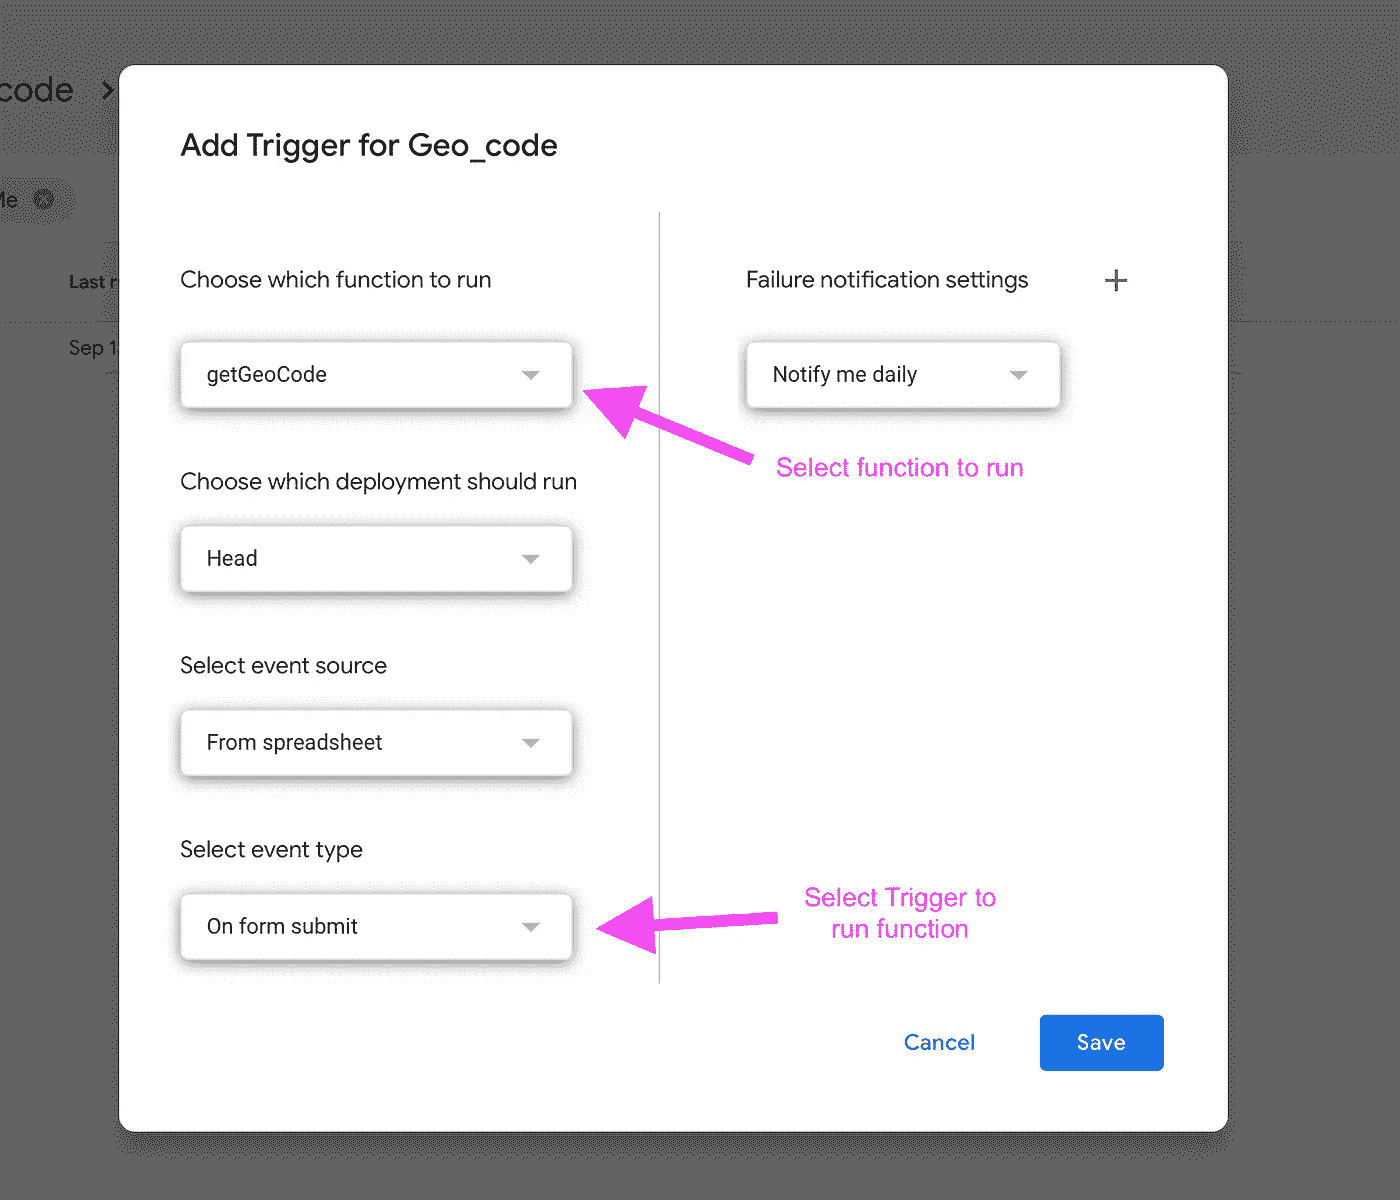 code
Add Trigger for Geo_code
Me
Last r
Sep 1
Choose which function to run
getGeoCode
Choose which deployment should run
Head
Select event source
From spreadsheet
Select event type
On form submit
Failure notification settings
Notify me daily
Select function to run
Select Trigger to
run function
Cancel
Save